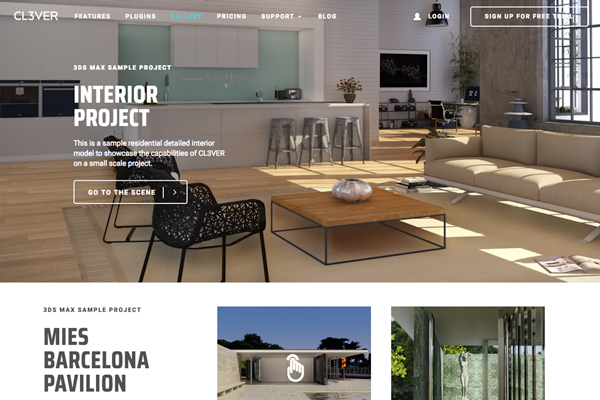 CL3VER FEATURES PLUGINS GALLERY PRICING SUPPORT BLOG LOGIN SIGN UP FOR FREE TRIAL
3DS MAX SAMPLE PROJECT
INTERIOR
PROJECT
This is a sample residential detailed interior
model to showcase the capabilities of CL3VER
on a small scale project.
GO TO THE SCENE
3DS MAX SAMPLE PROJECT
MIES
BARCELONA
PAVILION